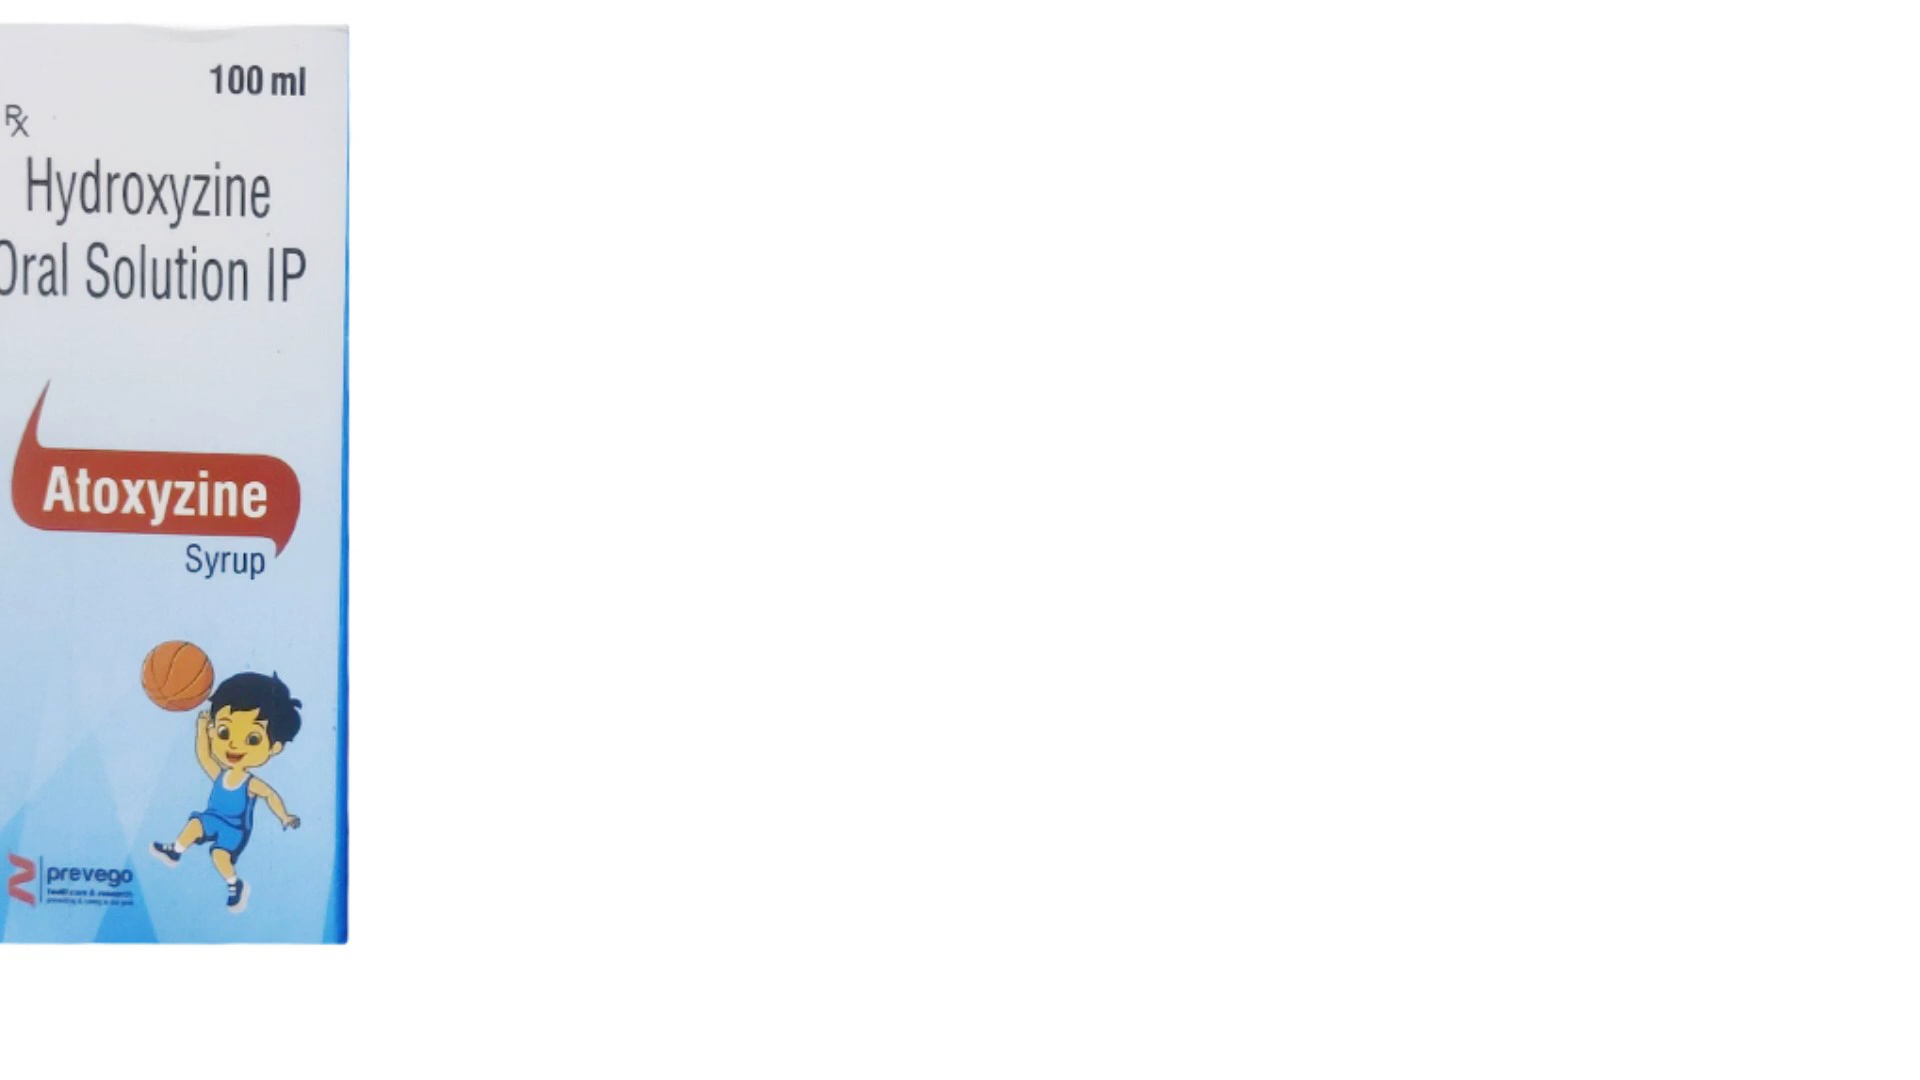 100 ml
Rx
Hydroxyzine
Oral Solution IP
Atoxyzine
Syrup
prevego